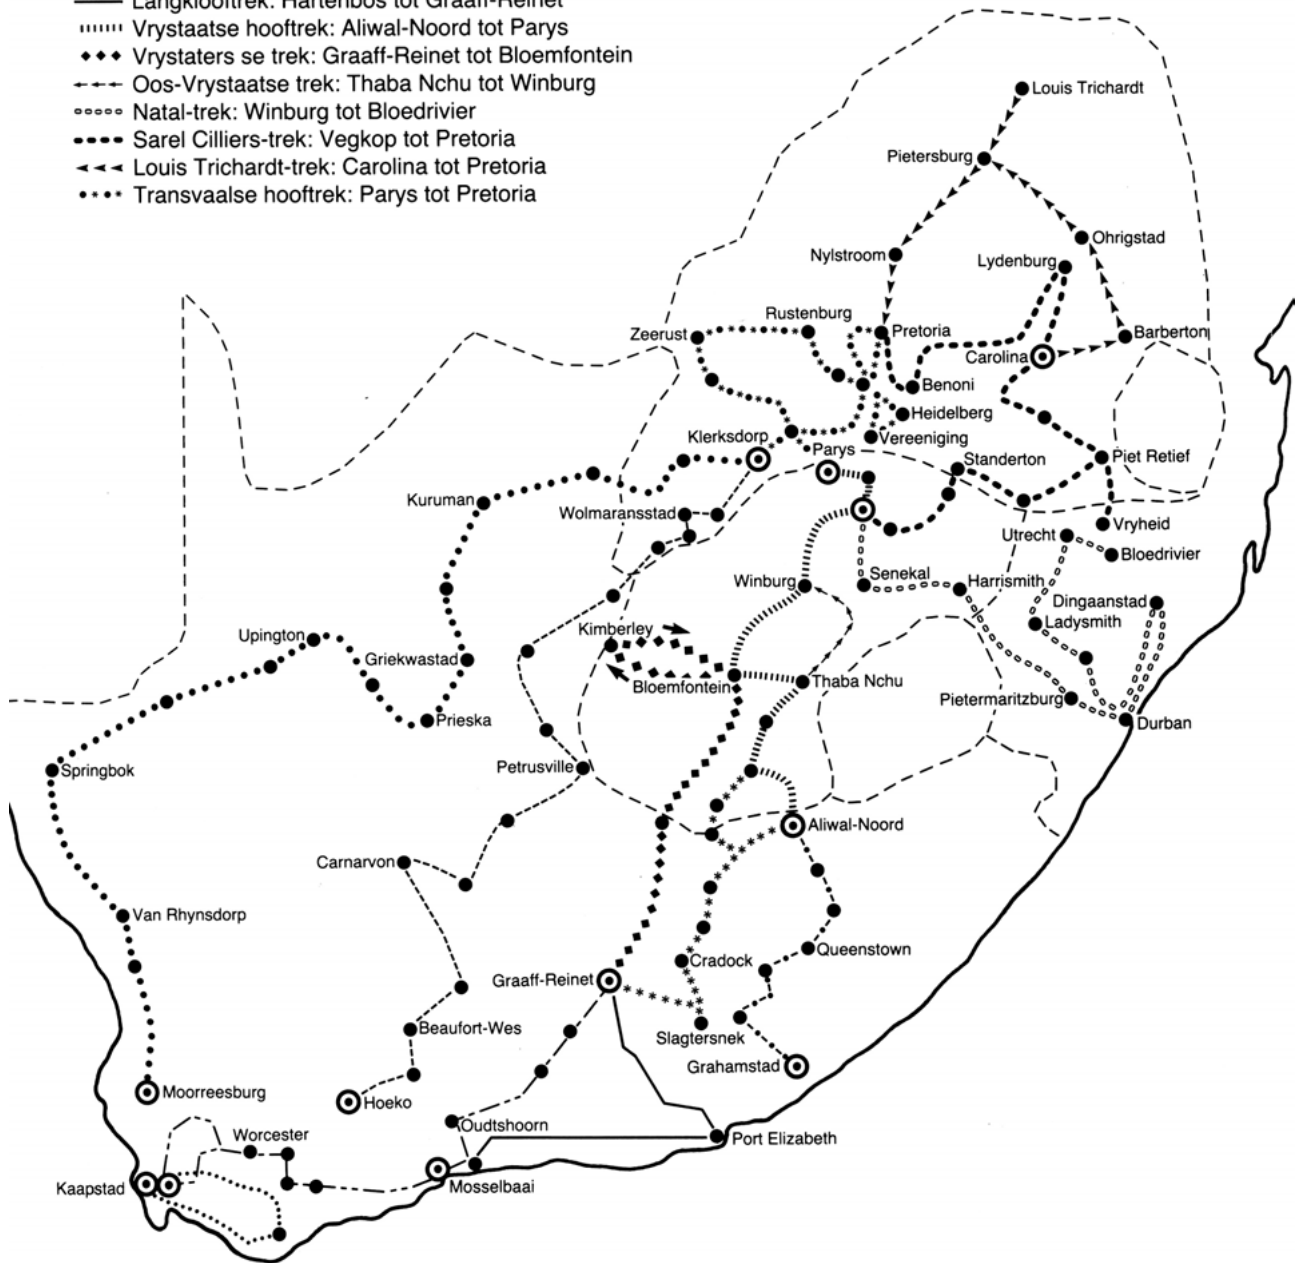 Langklooftrek: Hartenbos tot Graaff-Reinet
Vrystaatse hooftrek: Aliwal-Noord tot Parys
Vrystaters se trek: Graaff-Reinet tot Bloemfontein
Oos-Vrystaatse trek: Thaba Nchu tot Winburg
Natal-trek: Winburg tot Bloedrivier
Sarel Cilliers-trek: Vegkop tot Pretoria
Louis Trichardt-trek: Carolina tot Pretoria
Transvaalse hooftrek: Parys tot Pretoria
Louis Trichardt
Pietersburg
Ohrigstad
Nylstroom
Lydenburg
Rustenburg
Zeerust
Pretoria
Barberton
Carolina
Benoni
Heidelberg
Klerksdorp
Vereeniging
Parys
Standerton
Piet Retief
Kuruman
Wolmaransstad
Vryheid
Utrecht
Bloedrivier
Winburg
Senekal
Harrismith
Dingaanstad
Ladysmith
Kimberley
Upington
Griekwastad
Bloemfontein
Thaba Nchu
Pietermaritzburg
Prieska
Durban
Springbok
Petrusville
Aliwal-Noord
Carnarvon
Van Rhynsdorp
Queenstown
Cradock
Graaff-Reinet
Beaufort-Wes
Slagtersnek
Grahamstad
Moorreesburg
Hoeko
Oudtshoorn
Worcester
Port Elizabeth
Kaapstad
Mosselbaai